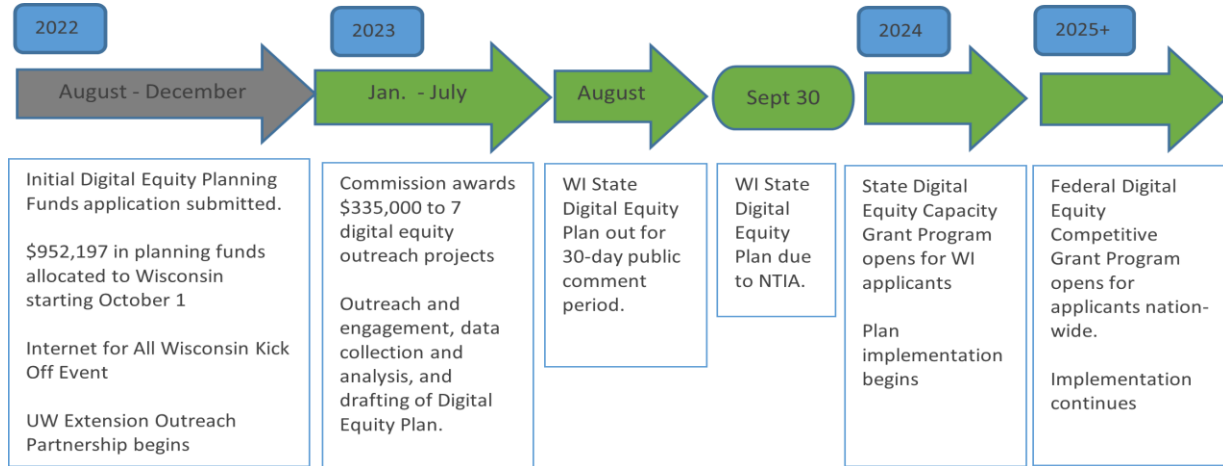 2022
2023
2024
2025+
August - December
Jan.  - July
August
Sept 30
Initial Digital Equity Planning
Funds application submitted.
$952,197 in planning funds
allocated to Wisconsin
starting October 1
Internet for All Wisconsin Kick
Off Event
UW Extension Outreach
Partnership begins
Commission awards
$335,000 to 7
digital equity
outreach projects
Outreach and
engagement, data
collection and
analysis, and
drafting of Digital
Equity Plan.
WI State
Digital Equity
Plan out for
30-day public
comment
period.
WI State
Digital
Equity
Plan due
to NTIA.
State Digital
Equity Capacity
Grant Program
opens for WI
applicants
Plan
implementation
begins
Federal Digital
Equity
Competitive
Grant Program
opens for
applicants nation-
wide.
Implementation
continues